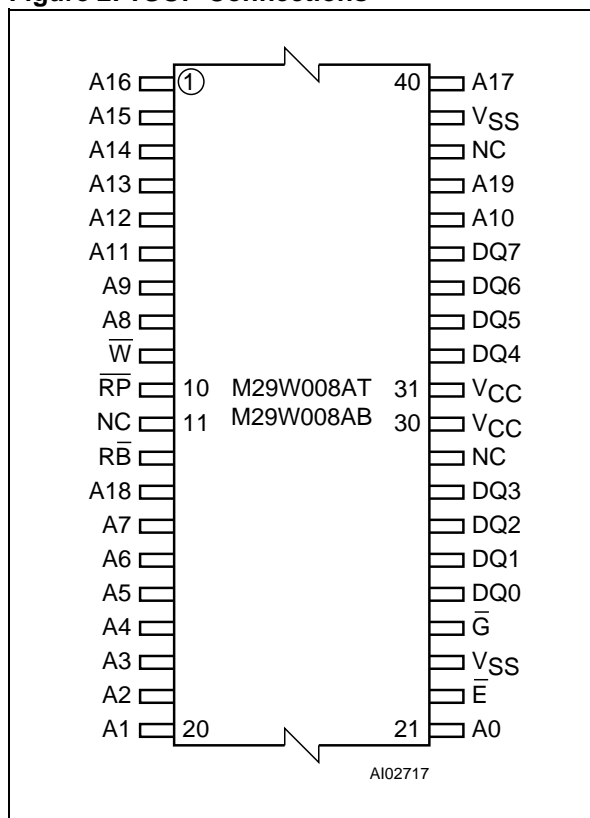 Figure 2. TSOP Connections
A16 1 40 A17
A15 VSS
A14 NC
A13 A19
A12 A10
A11 DQ7
A9 DQ6
A8 DQ5
W̅ DQ4
R̅P̅ 10 M29W008AT 31 VCC
NC 11 M29W008AB 30 VCC
RB̅ NC
A18 DQ3
A7 DQ2
A6 DQ1
A5 DQ0
A4 G̅
A3 VSS
A2 E̅
A1 20 21 A0
AI02717